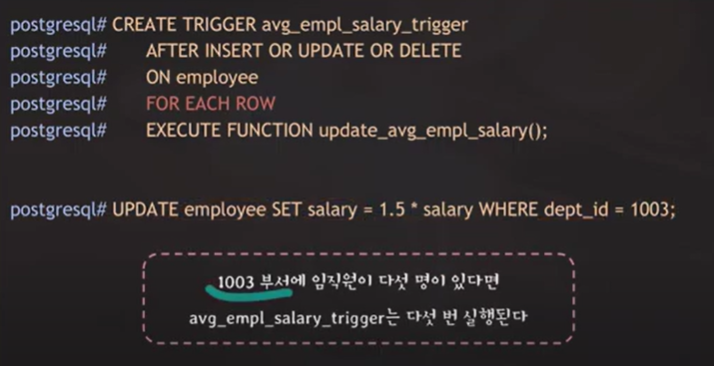 postgresql# CREATE TRIGGER avg_empl_salary_trigger
postgresql# AFTER INSERT OR UPDATE OR DELETE
postgresql# ON employee
postgresql# FOR EACH ROW
postgresql# EXECUTE FUNCTION update_avg_empl_salary();
postgresql# UPDATE employee SET salary = 1.5 * salary WHERE dept_id = 1003;
1003 부서에 임직원이 다섯 명이 있다면
avg_empl_salary_trigger는 다섯 번 실행된다